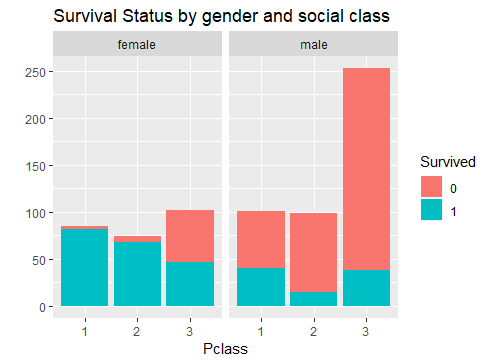 Survival Status by gender and social class
female
male
250
200
150
100
50
0
1 2 3
1 2 3
Pclass
Survived
0
1